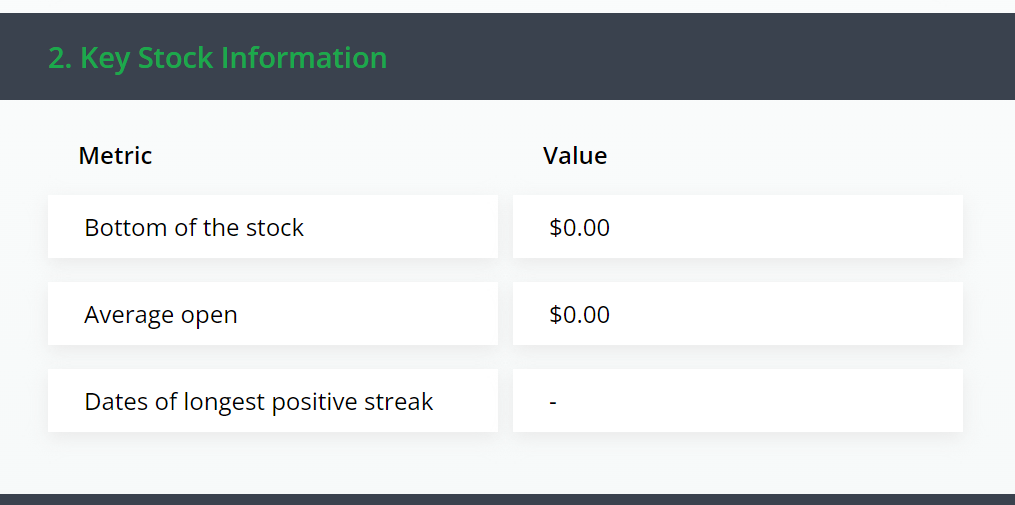 2. Key Stock Information
Metric Value
Bottom of the stock $0.00
Average open $0.00
Dates of longest positive streak -